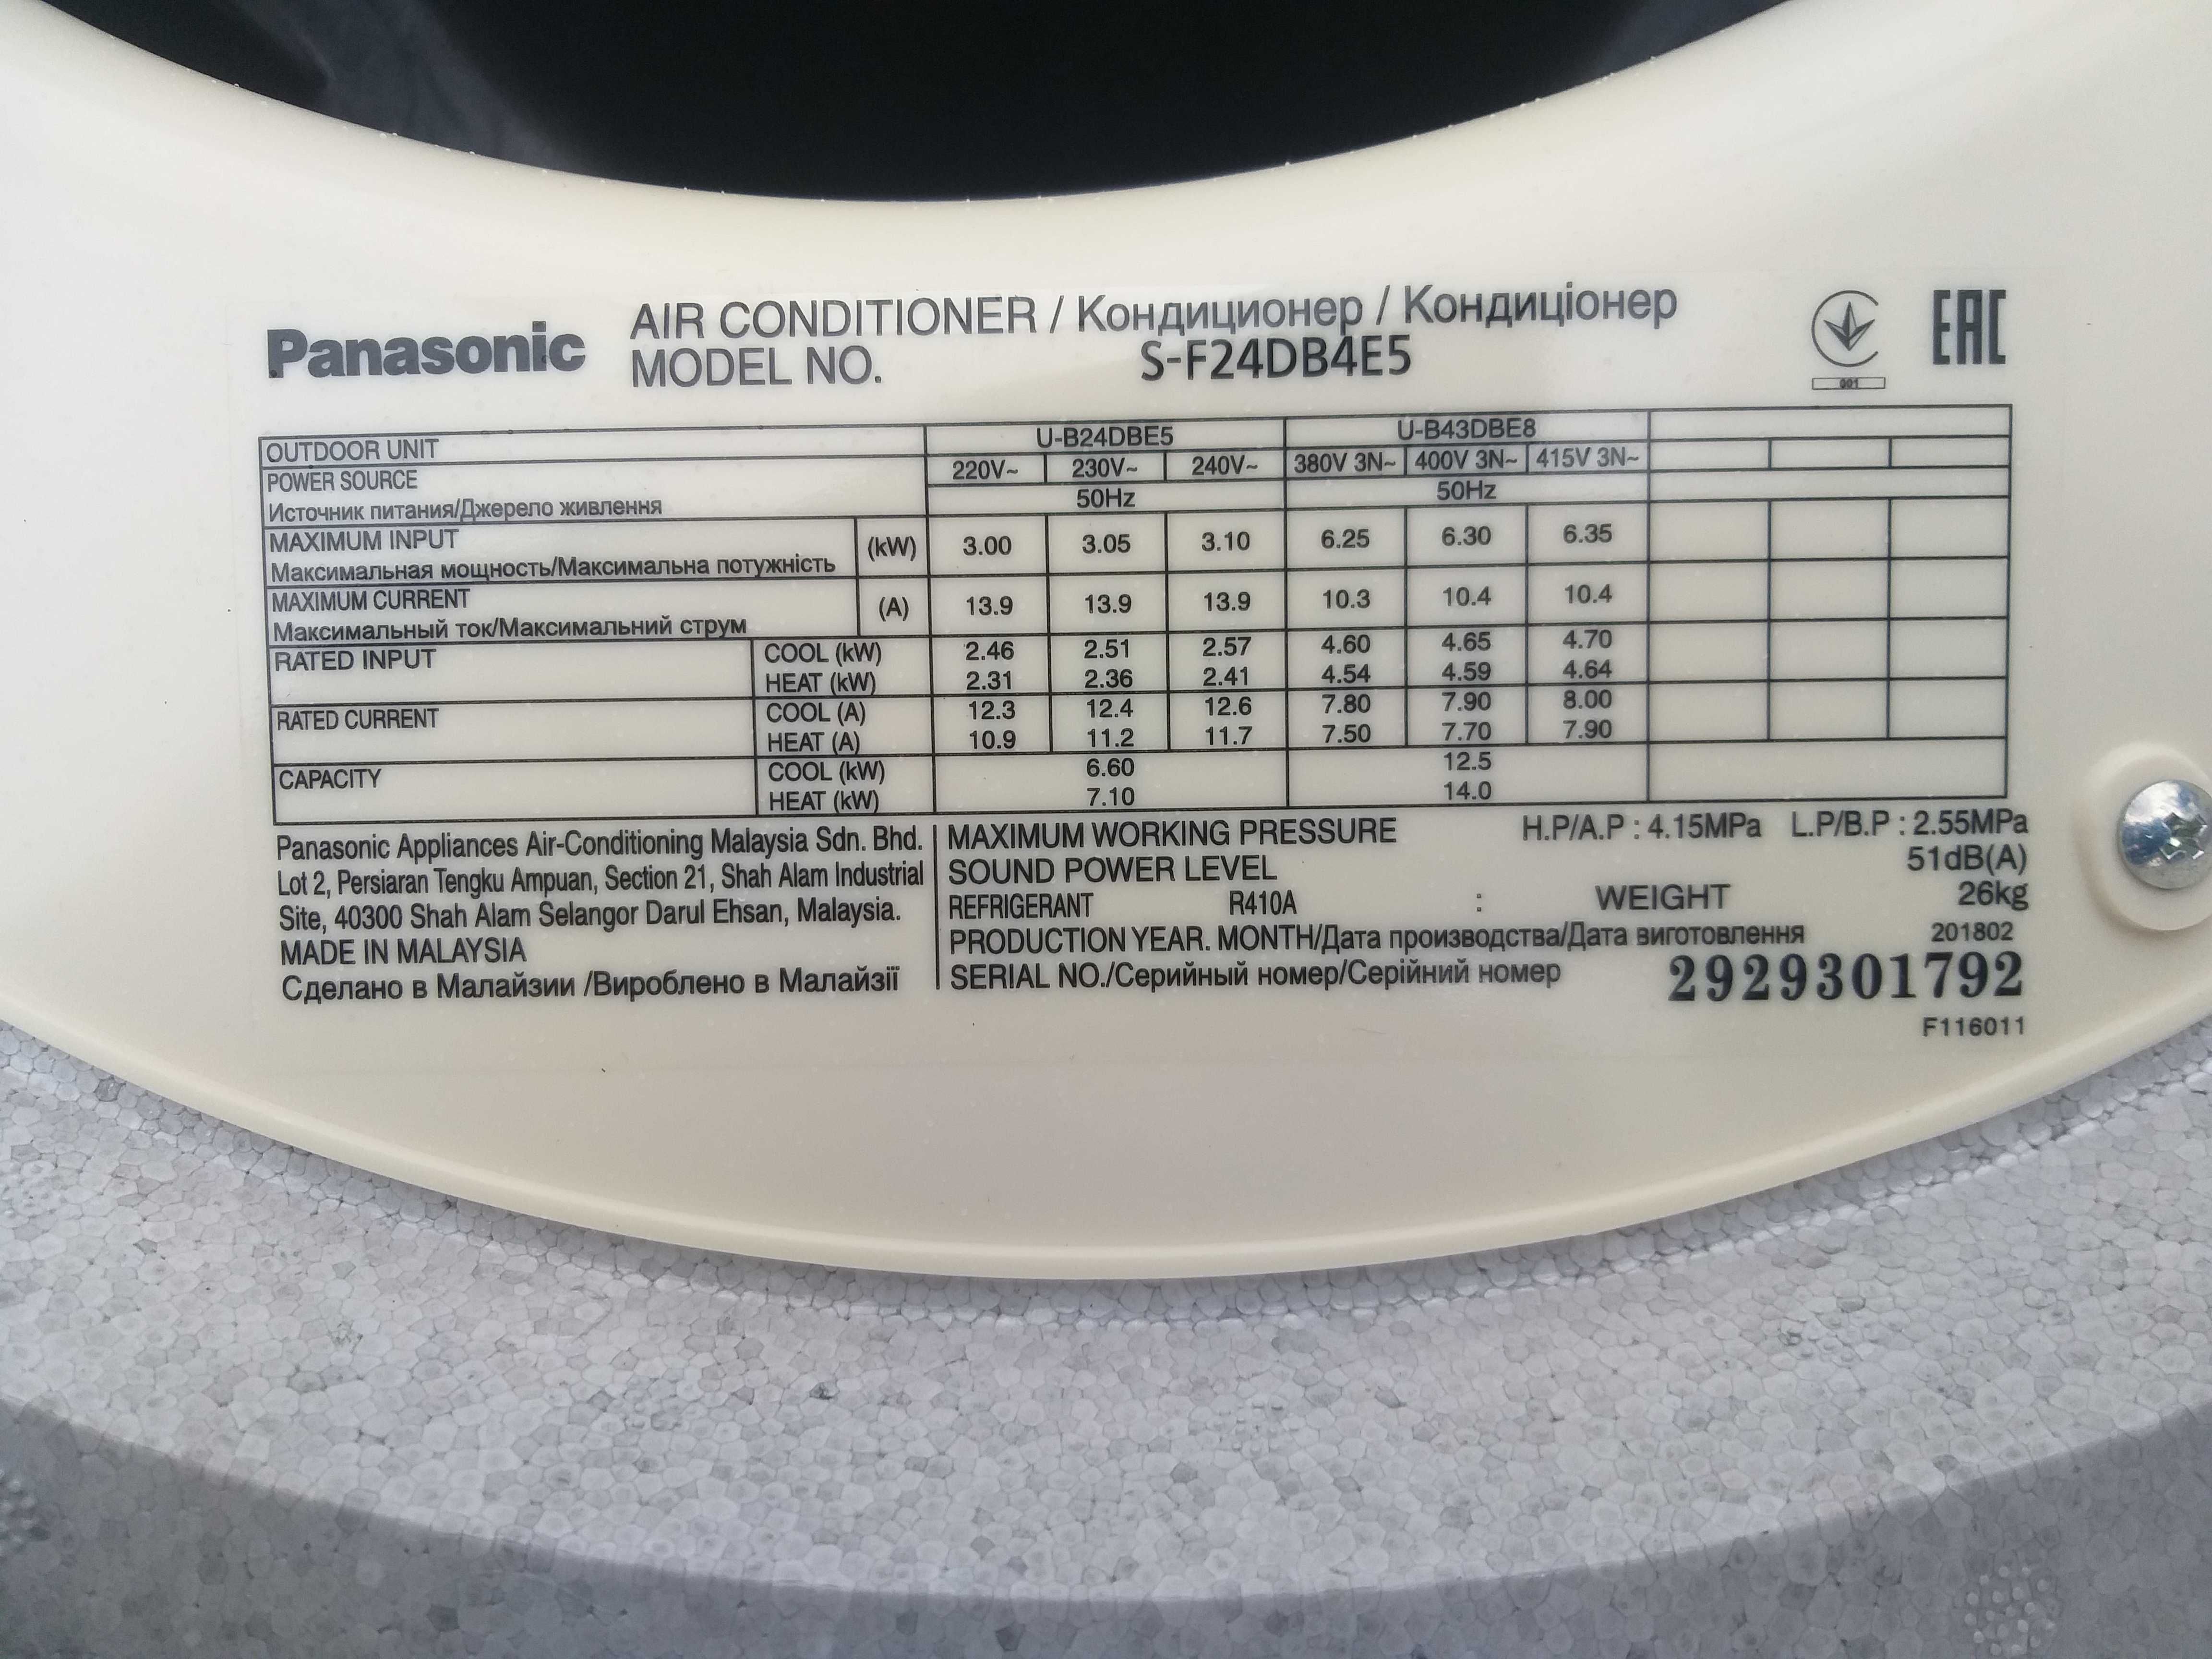 Panasonic
AIR CONDITIONER / Кондиционер / Кондиціонер
MODEL NO. S-F24DB4E5
001
EAC
OUTDOOR UNIT U-B24DBE5 U-B43DBE8
POWER SOURCE 220V~ 230V~ 240V~ 380V 3N~ 400V 3N~ 415V 3N~
Источник питания/Джерело живлення 50Hz 50Hz
MAXIMUM INPUT (kW) 3.00 3.05 3.10 6.25 6.30 6.35
Максимальная мощность/Максимальна потужність
MAXIMUM CURRENT (A) 13.9 13.9 13.9 10.3 10.4 10.4
Максимальный ток/Максимальний струм
RATED INPUT COOL (kW) 2.46 2.51 2.57 4.60 4.65 4.70
HEAT (kW) 2.31 2.36 2.41 4.54 4.59 4.64
RATED CURRENT COOL (A) 12.3 12.4 12.6 7.80 7.90 8.00
HEAT (A) 10.9 11.2 11.7 7.50 7.70 7.90
CAPACITY COOL (kW) 6.60 12.5
HEAT (kW) 7.10 14.0
Panasonic Appliances Air-Conditioning Malaysia Sdn. Bhd.
Lot 2, Persiaran Tengku Ampuan, Section 21, Shah Alam Industrial
Site, 40300 Shah Alam Selangor Darul Ehsan, Malaysia.
MADE IN MALAYSIA
Сделано в Малайзии /Вироблено в Малайзії
MAXIMUM WORKING PRESSURE H.P/A.P : 4.15MPa L.P/B.P : 2.55MPa
SOUND POWER LEVEL 51dB(A)
REFRIGERANT R410A : WEIGHT 26kg
PRODUCTION YEAR. MONTH/Дата производства/Дата виготовлення 201802
SERIAL NO./Серийный номер/Серійний номер 2929301792
F116011